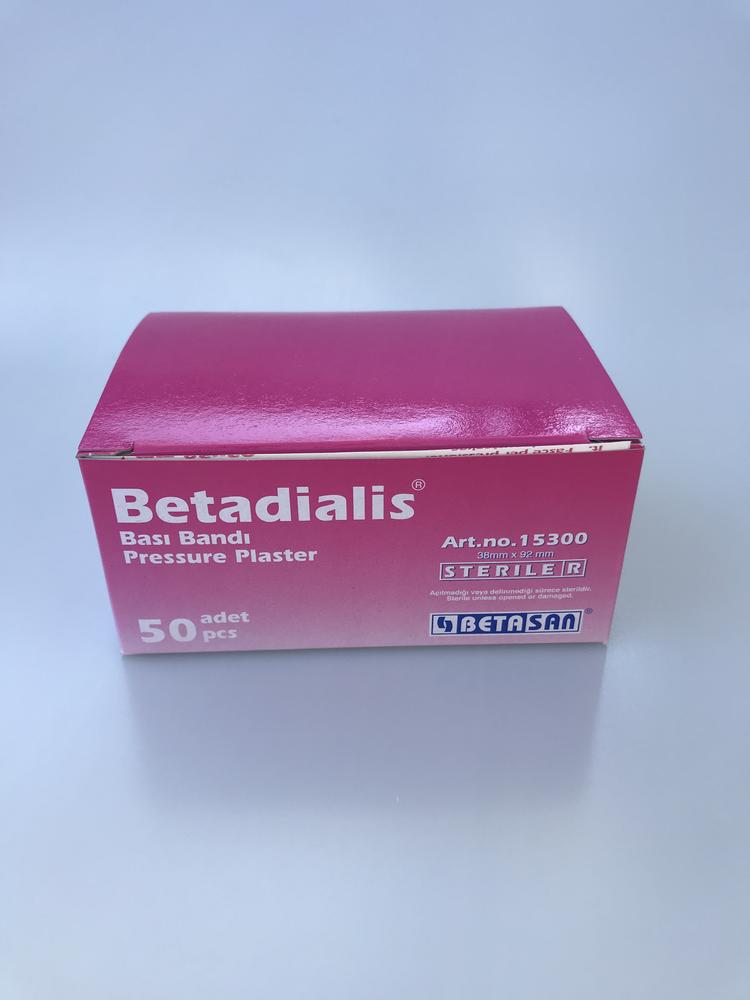 Betadialis®
Bası Bandı
Pressure Plaster
50 adet
pcs
Art.no.15300
38mm x 92 mm
STERILE R
Açılmadığı veya delinmediği sürece sterildir.
Sterile unless opened or damaged.
BETASAN®